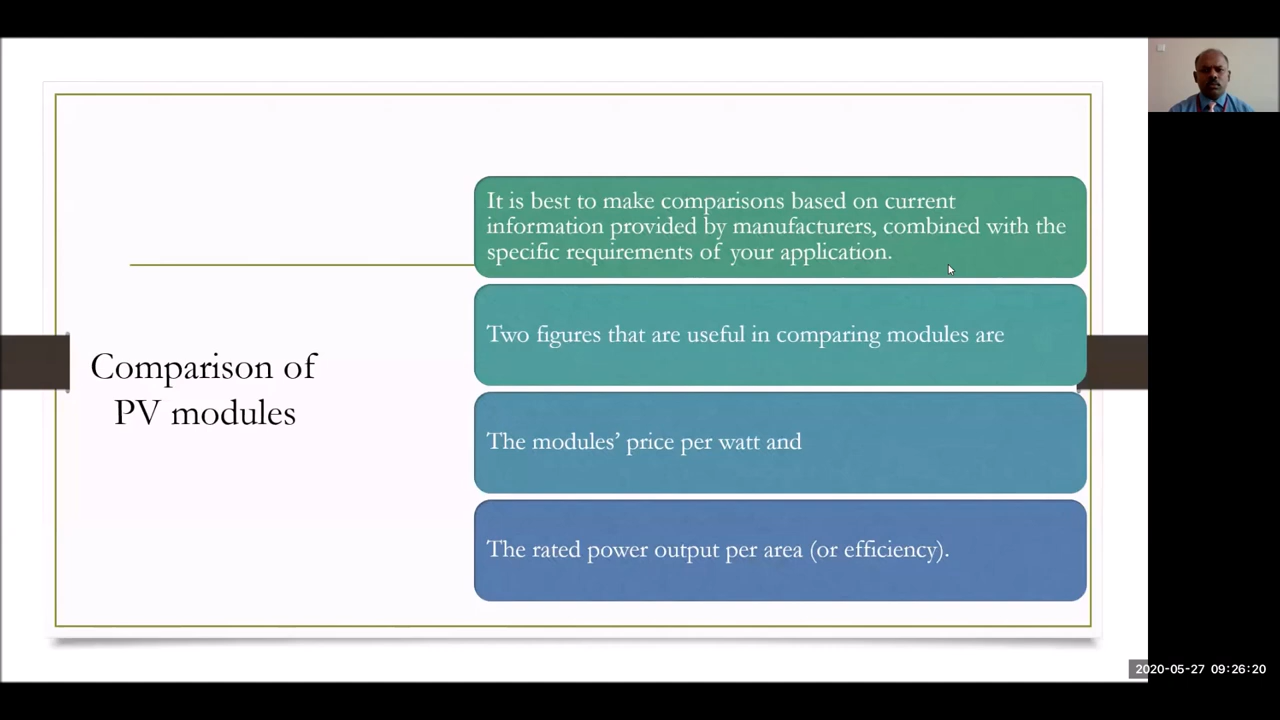 Comparison of
PV modules
It is best to make comparisons based on current
information provided by manufacturers, combined with the
specific requirements of your application.
Two figures that are useful in comparing modules are
The modules’ price per watt and
The rated power output per area (or efficiency).
2020-05-27 09:26:20